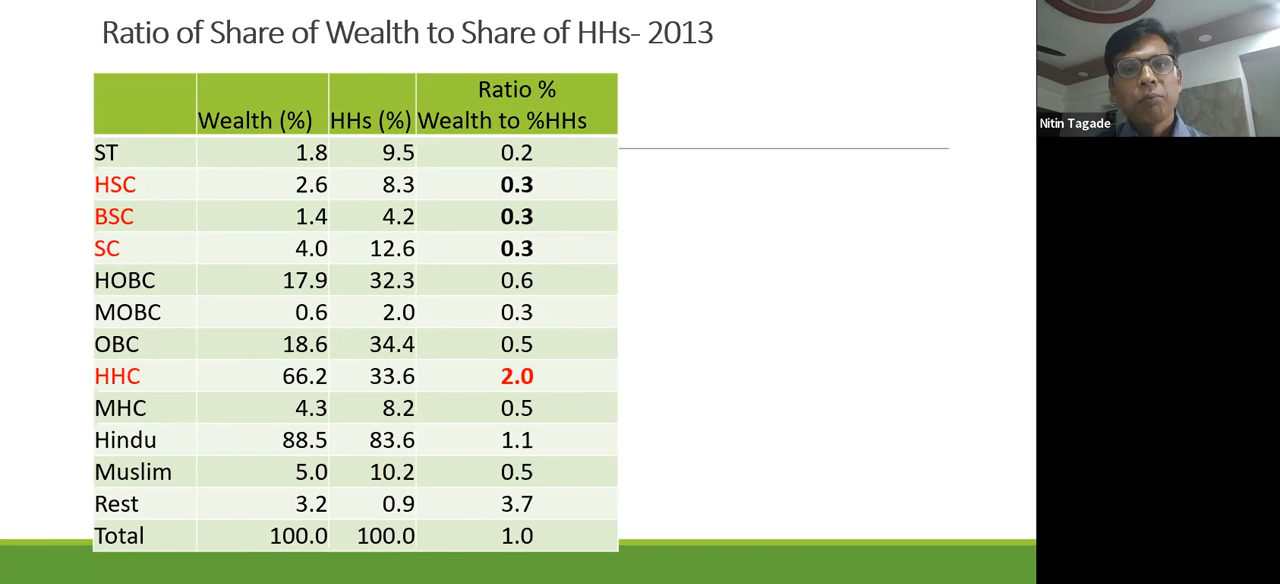 Ratio of Share of Wealth to Share of HHs- 2013
Ratio %
Wealth (%) HHs (%) Wealth to %HHs
ST 1.8 9.5 0.2
HSC 2.6 8.3 0.3
BSC 1.4 4.2 0.3
SC 4.0 12.6 0.3
HOBC 17.9 32.3 0.6
MOBC 0.6 2.0 0.3
OBC 18.6 34.4 0.5
HHC 66.2 33.6 2.0
MHC 4.3 8.2 0.5
Hindu 88.5 83.6 1.1
Muslim 5.0 10.2 0.5
Rest 3.2 0.9 3.7
Total 100.0 100.0 1.0
Nitin Tagade